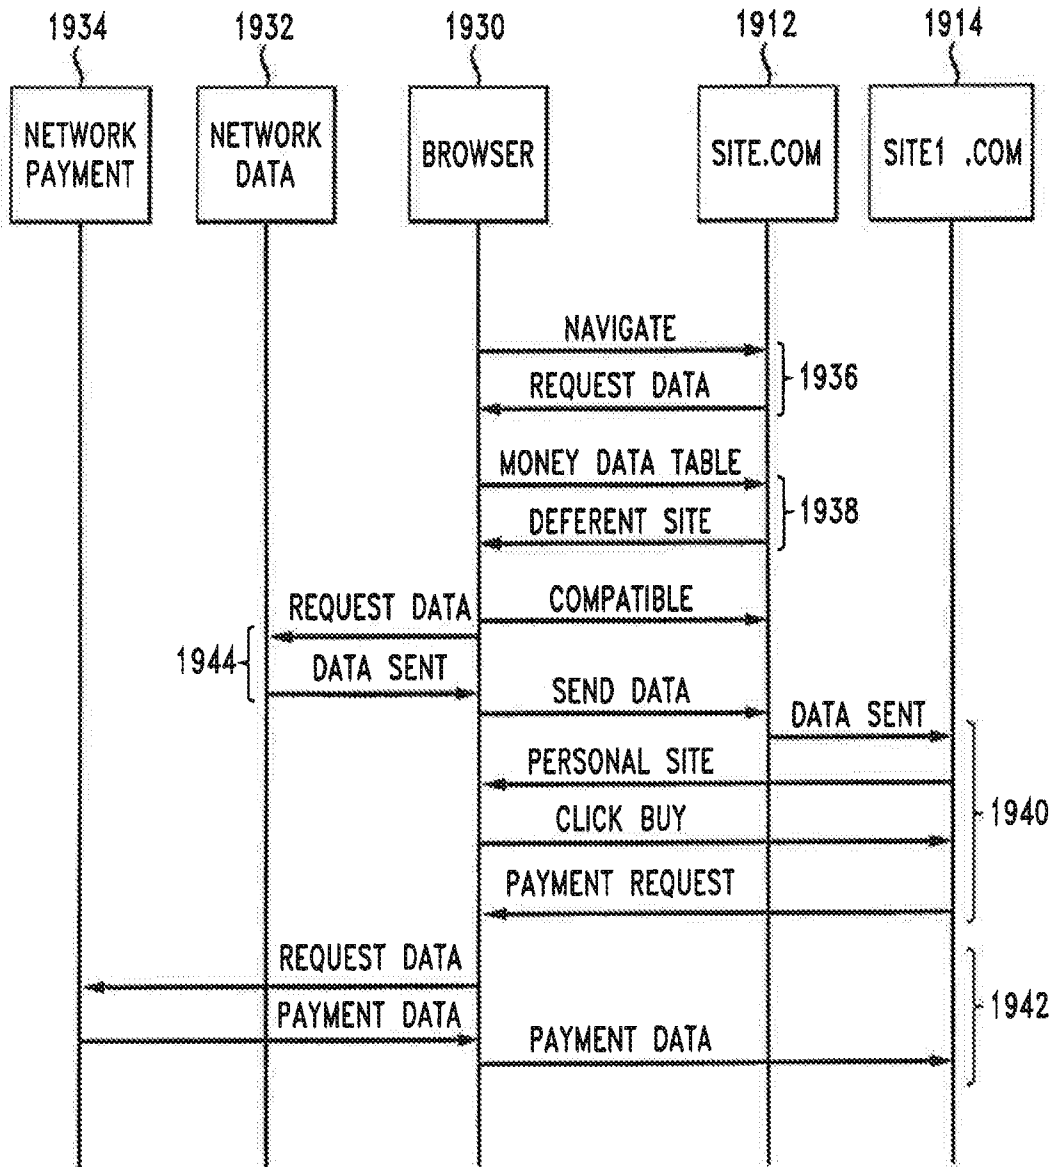 1934
1932
1930
1912
1914
NETWORK
PAYMENT
NETWORK
DATA
BROWSER
SITE.COM
SITE1 .COM
NAVIGATE
REQUEST DATA
1936
MONEY DATA TABLE
DEFERENT SITE
1938
REQUEST DATA
COMPATIBLE
1944
DATA SENT
SEND DATA
DATA SENT
PERSONAL SITE
CLICK BUY
1940
PAYMENT REQUEST
REQUEST DATA
PAYMENT DATA
1942
PAYMENT DATA